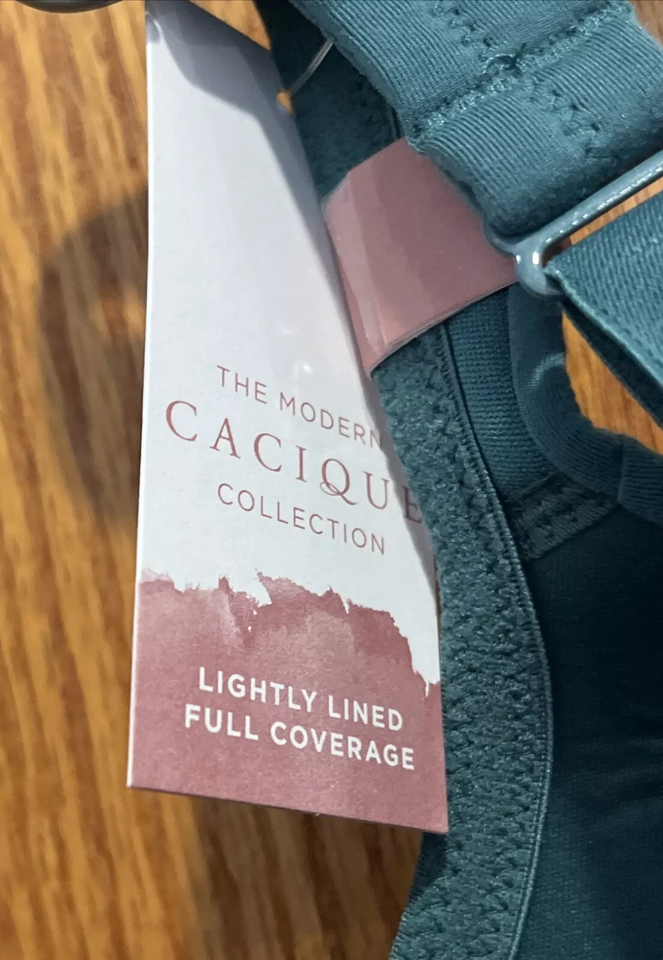 THE MODERN
CACIQUE
COLLECTION
LIGHTLY LINED
FULL COVERAGE